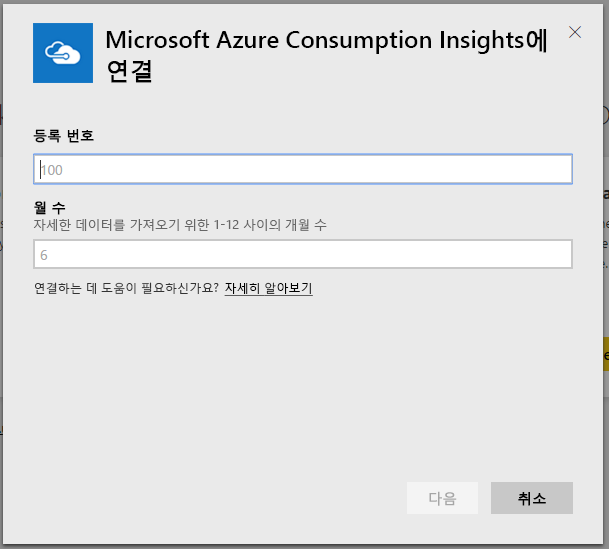 Microsoft Azure Consumption Insights에
연결
등록 번호
100
월 수
자세한 데이터를 가져오기 위한 1-12 사이의 개월 수
6
연결하는 데 도움이 필요하신가요? 자세히 알아보기
다음
취소